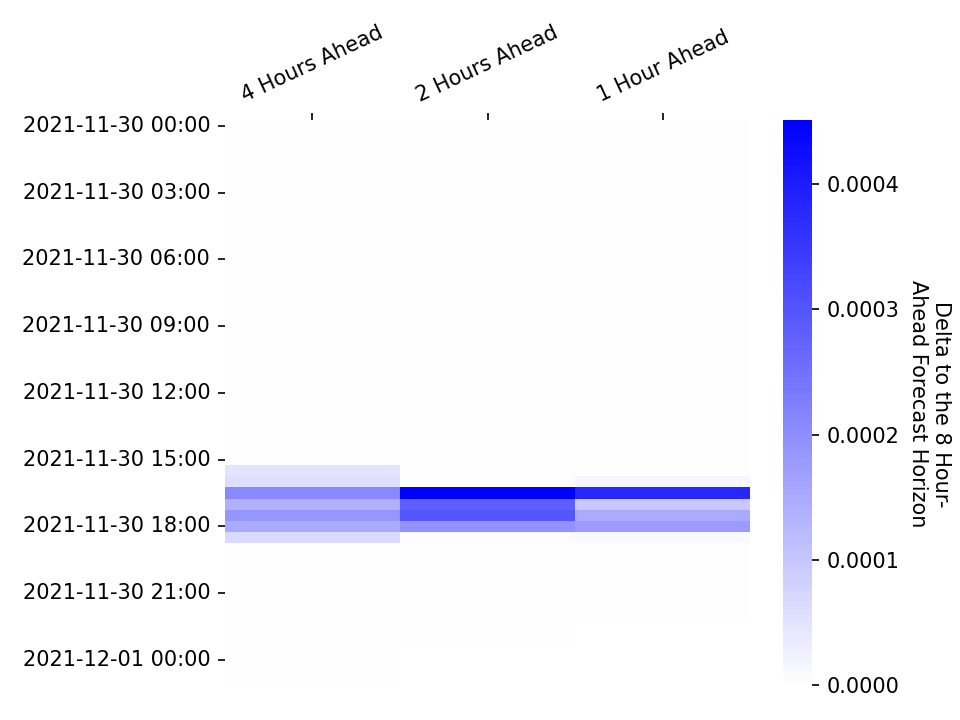 4 Hours Ahead
2 Hours Ahead
1 Hour Ahead
2021-11-30 00:00
2021-11-30 03:00
2021-11-30 06:00
2021-11-30 09:00
2021-11-30 12:00
2021-11-30 15:00
2021-11-30 18:00
2021-11-30 21:00
2021-12-01 00:00
0.0004
0.0003
0.0002
0.0001
0.0000
Delta to the 8 Hour-
Ahead Forecast Horizon